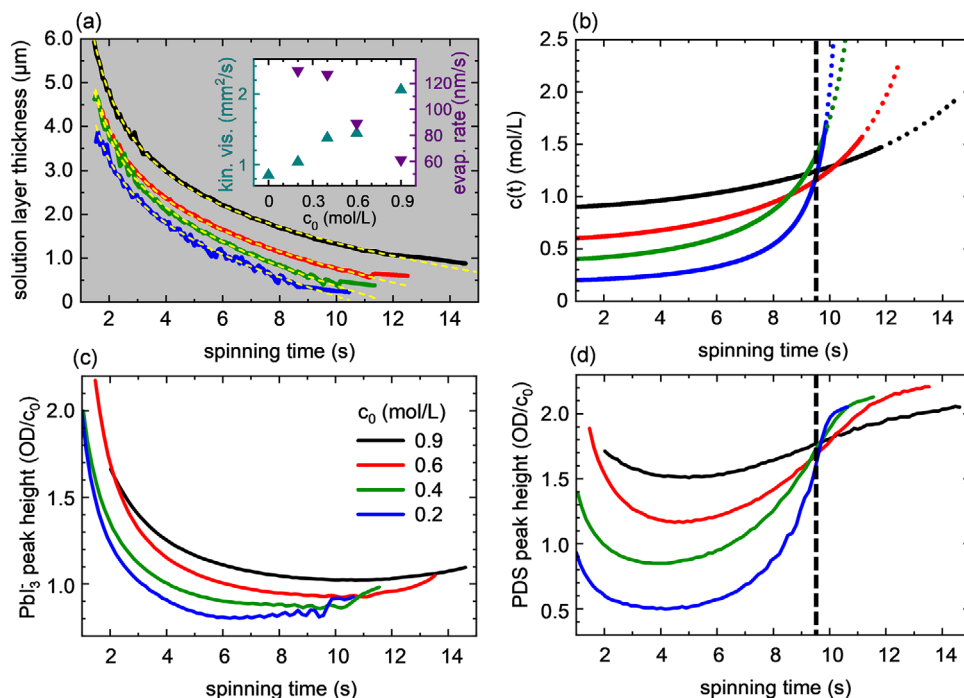 (a)
6.0
5.0
4.0
3.0
2.0
1.0
0
solution layer thickness (µm)
2 4 6 8 10 12 14
spinning time (s)
kin. vis. (mm²/s)
2
1
evap. rate (nm/s)
120
100
80
60
0 0.3 0.6 0.9
c₀ (mol/L)
(b)
2.5
2.0
1.5
1.0
0.5
0
c(t) (mol/L)
2 4 6 8 10 12 14
spinning time (s)
(c)
2.0
1.5
1.0
PbI₃⁻ peak height (OD/c₀)
c₀ (mol/L)
0.9
0.6
0.4
0.2
2 4 6 8 10 12 14
spinning time (s)
(d)
2.0
1.5
1.0
0.5
PDS peak height (OD/c₀)
2 4 6 8 10 12 14
spinning time (s)